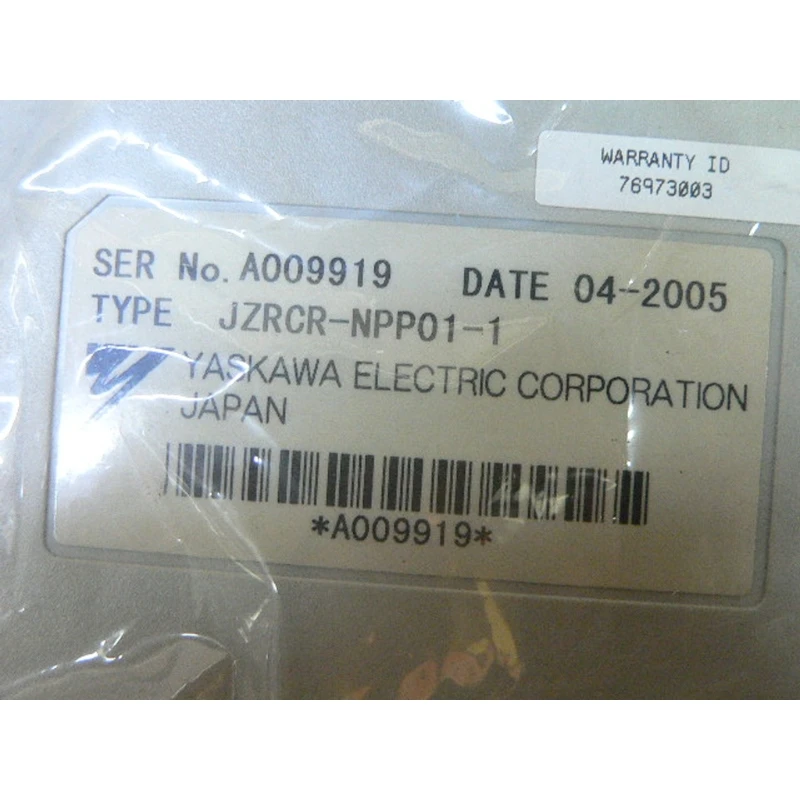 WARRANTY ID
76973003
SER No. A009919 DATE 04-2005
TYPE JZRCR-NPP01-1
YASKAWA ELECTRIC CORPORATION
JAPAN
*A009919*